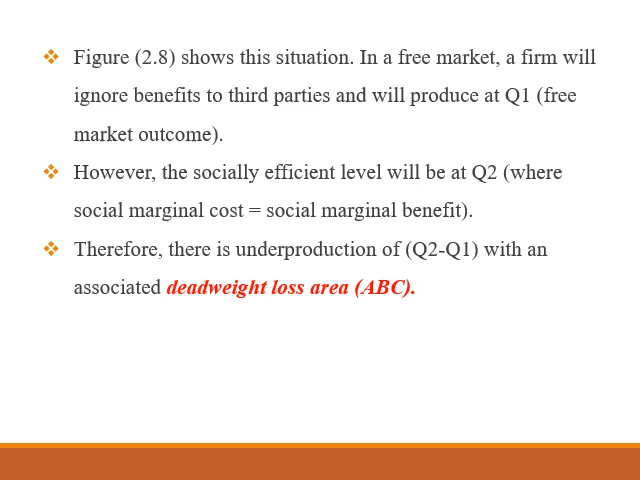 ❖ Figure (2.8) shows this situation. In a free market, a firm will
ignore benefits to third parties and will produce at Q1 (free
market outcome).
❖ However, the socially efficient level will be at Q2 (where
social marginal cost = social marginal benefit).
❖ Therefore, there is underproduction of (Q2-Q1) with an
associated deadweight loss area (ABC).